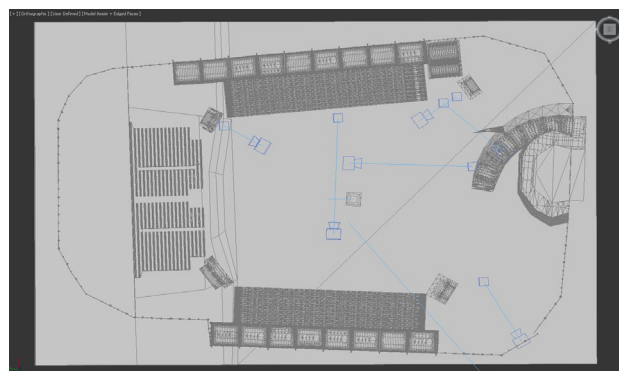 [+] [Orthographic] [User Defined] [Model Assist + Edged Faces]